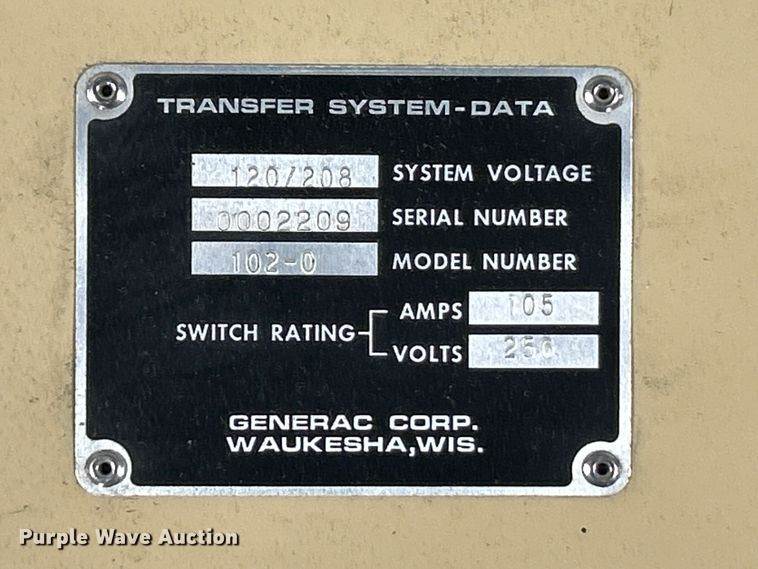 TRANSFER SYSTEM-DATA
120/208 SYSTEM VOLTAGE
0002209 SERIAL NUMBER
102-0 MODEL NUMBER
AMPS 105
SWITCH RATING
VOLTS 250
GENERAC CORP.
WAUKESHA, WIS.
Purple Wave Auction